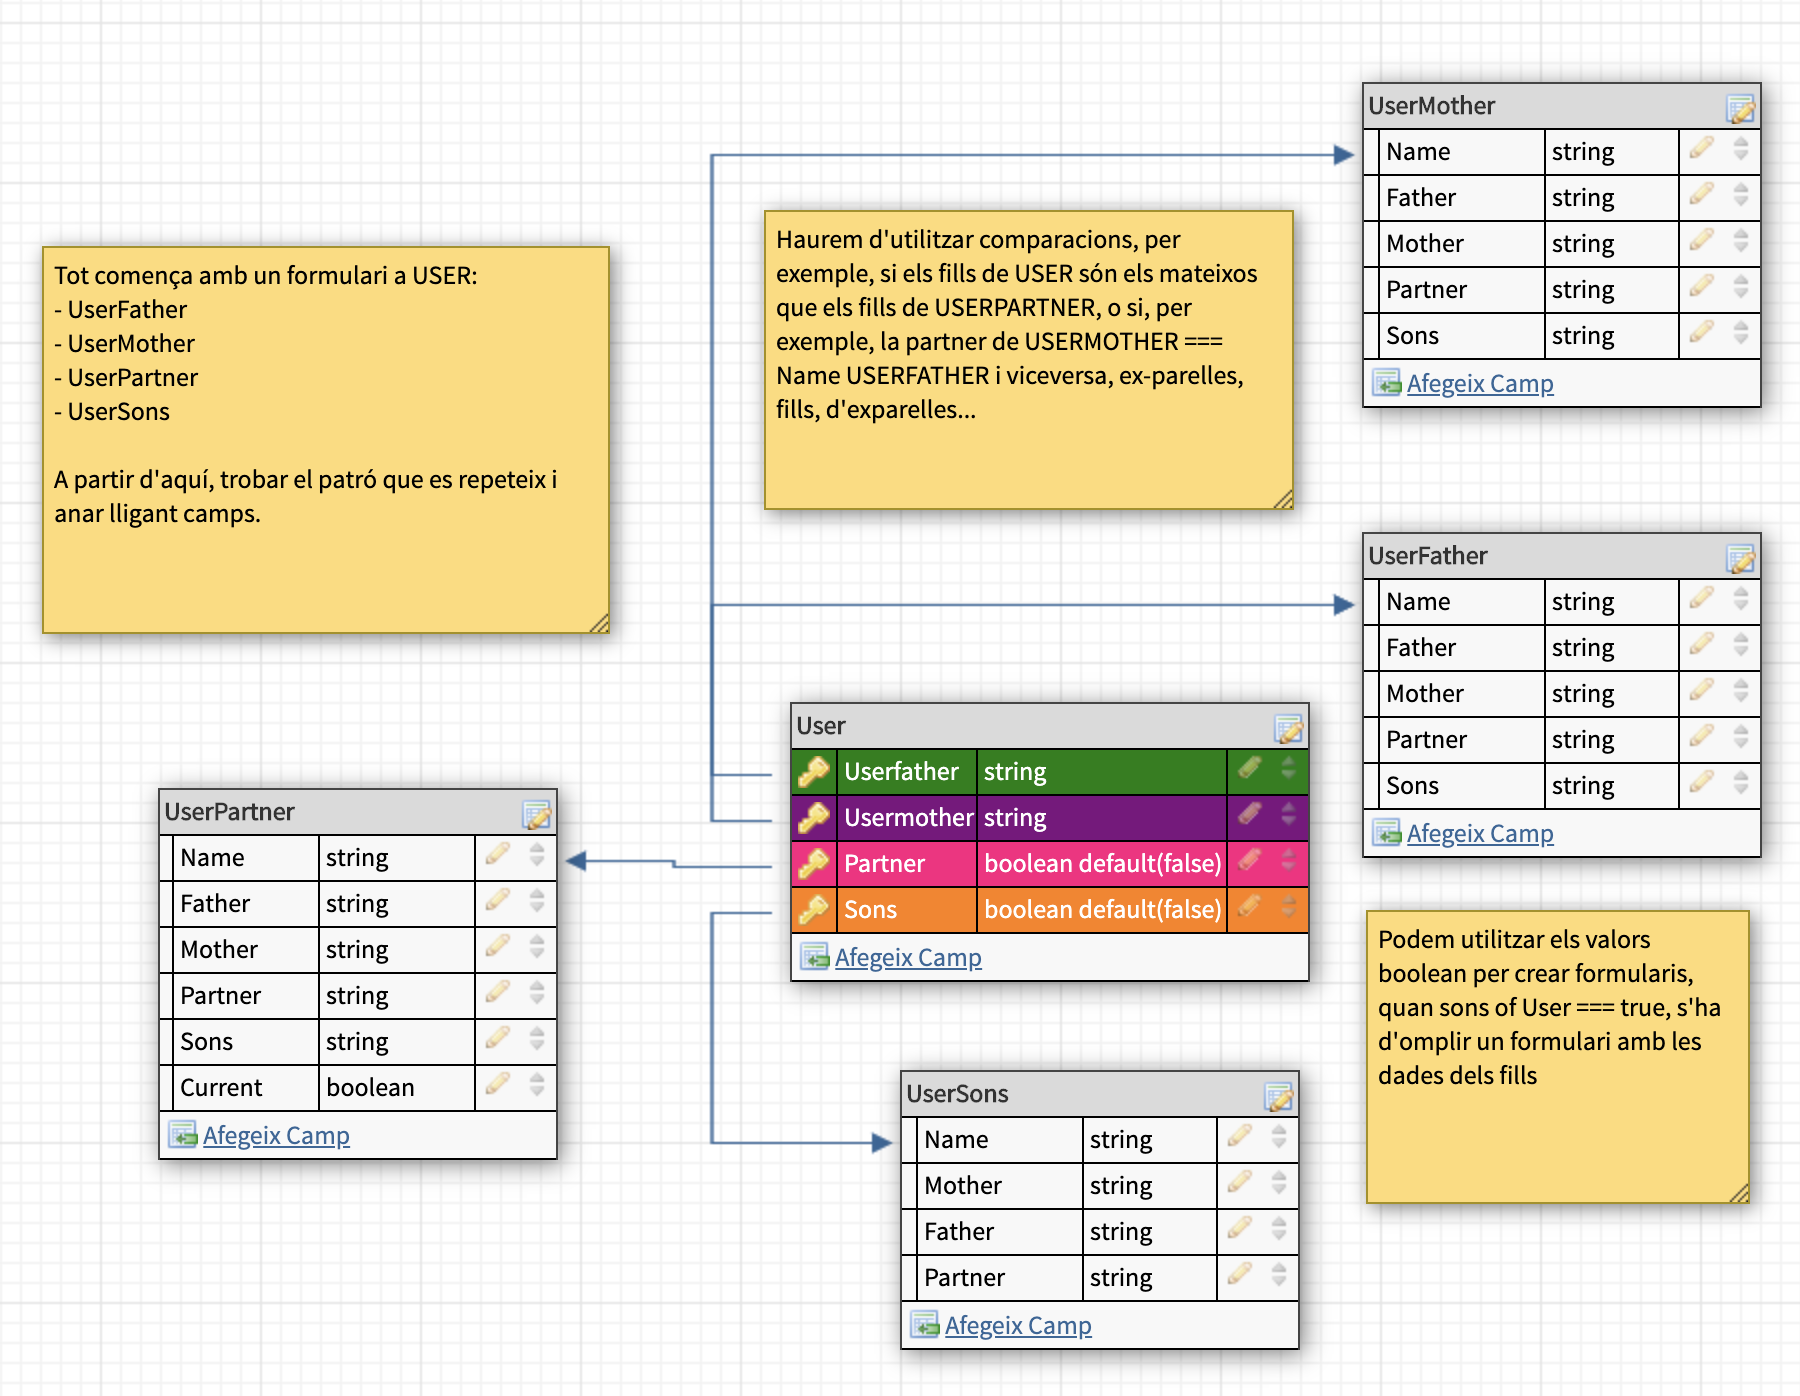 Tot comença amb un formulari a USER:
- UserFather
- UserMother
- UserPartner
- UserSons
A partir d'aquí, trobar el patró que es repeteix i
anar lligant camps.
Haurem d'utilitzar comparacions, per
exemple, si els fills de USER són els mateixos
que els fills de USERPARTNER, o si, per
exemple, la partner de USERMOTHER ===
Name USERFATHER i viceversa, ex-parelles,
fills, d'exparelles...
UserMother
Name string
Father string
Mother string
Partner string
Sons string
Afegeix Camp
UserFather
Name string
Father string
Mother string
Partner string
Sons string
Afegeix Camp
User
Userfather string
Usermother string
Partner boolean default(false)
Sons boolean default(false)
Afegeix Camp
UserPartner
Name string
Father string
Mother string
Partner string
Sons string
Current boolean
Afegeix Camp
Podem utilitzar els valors
boolean per crear formularis,
quan sons of User === true, s'ha
d'omplir un formulari amb les
dades dels fills
UserSons
Name string
Mother string
Father string
Partner string
Afegeix Camp